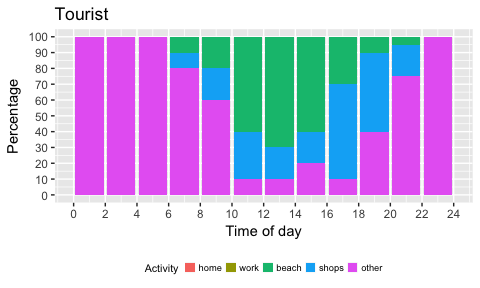 Tourist
Percentage
100
90
80
70
60
50
40
30
20
10
0
0 2 4 6 8 10 12 14 16 18 20 22 24
Time of day
Activity home work beach shops other